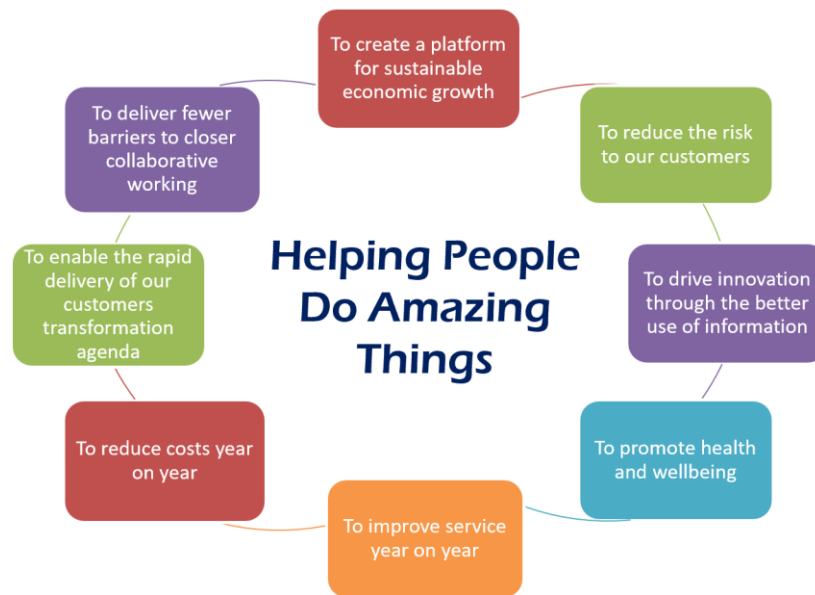 To create a platform
for sustainable
economic growth
To reduce the risk
to our customers
To drive innovation
through the better
use of information
To promote health
and wellbeing
To improve service
year on year
To reduce costs year
on year
To enable the rapid
delivery of our
customers
transformation
agenda
To deliver fewer
barriers to closer
collaborative
working
Helping People
Do Amazing
Things